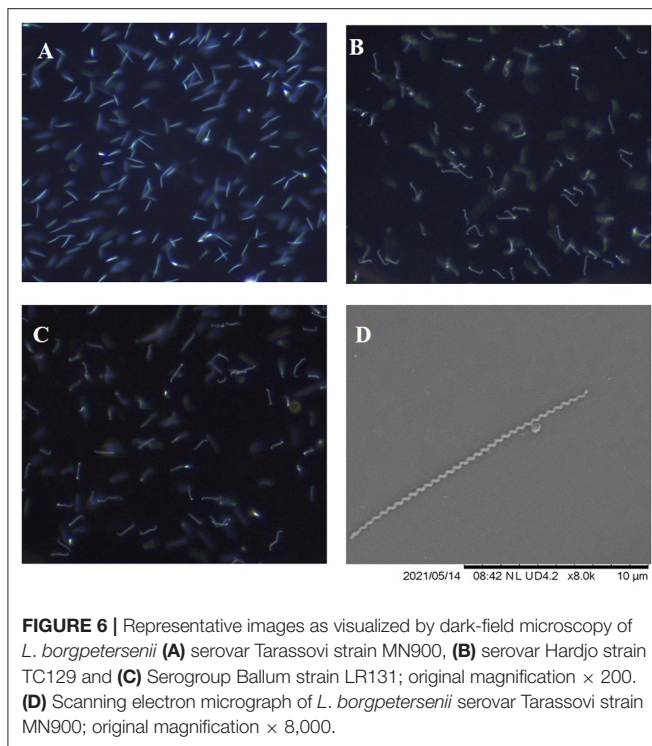 A
B
C
D
2021/05/14 08:42 NL UD4.2 x8.0k 10 µm
FIGURE 6 | Representative images as visualized by dark-field microscopy of
L. borgpetersenii (A) serovar Tarassovi strain MN900, (B) serovar Hardjo strain
TC129 and (C) Serogroup Ballum strain LR131; original magnification × 200.
(D) Scanning electron micrograph of L. borgpetersenii serovar Tarassovi strain
MN900; original magnification × 8,000.